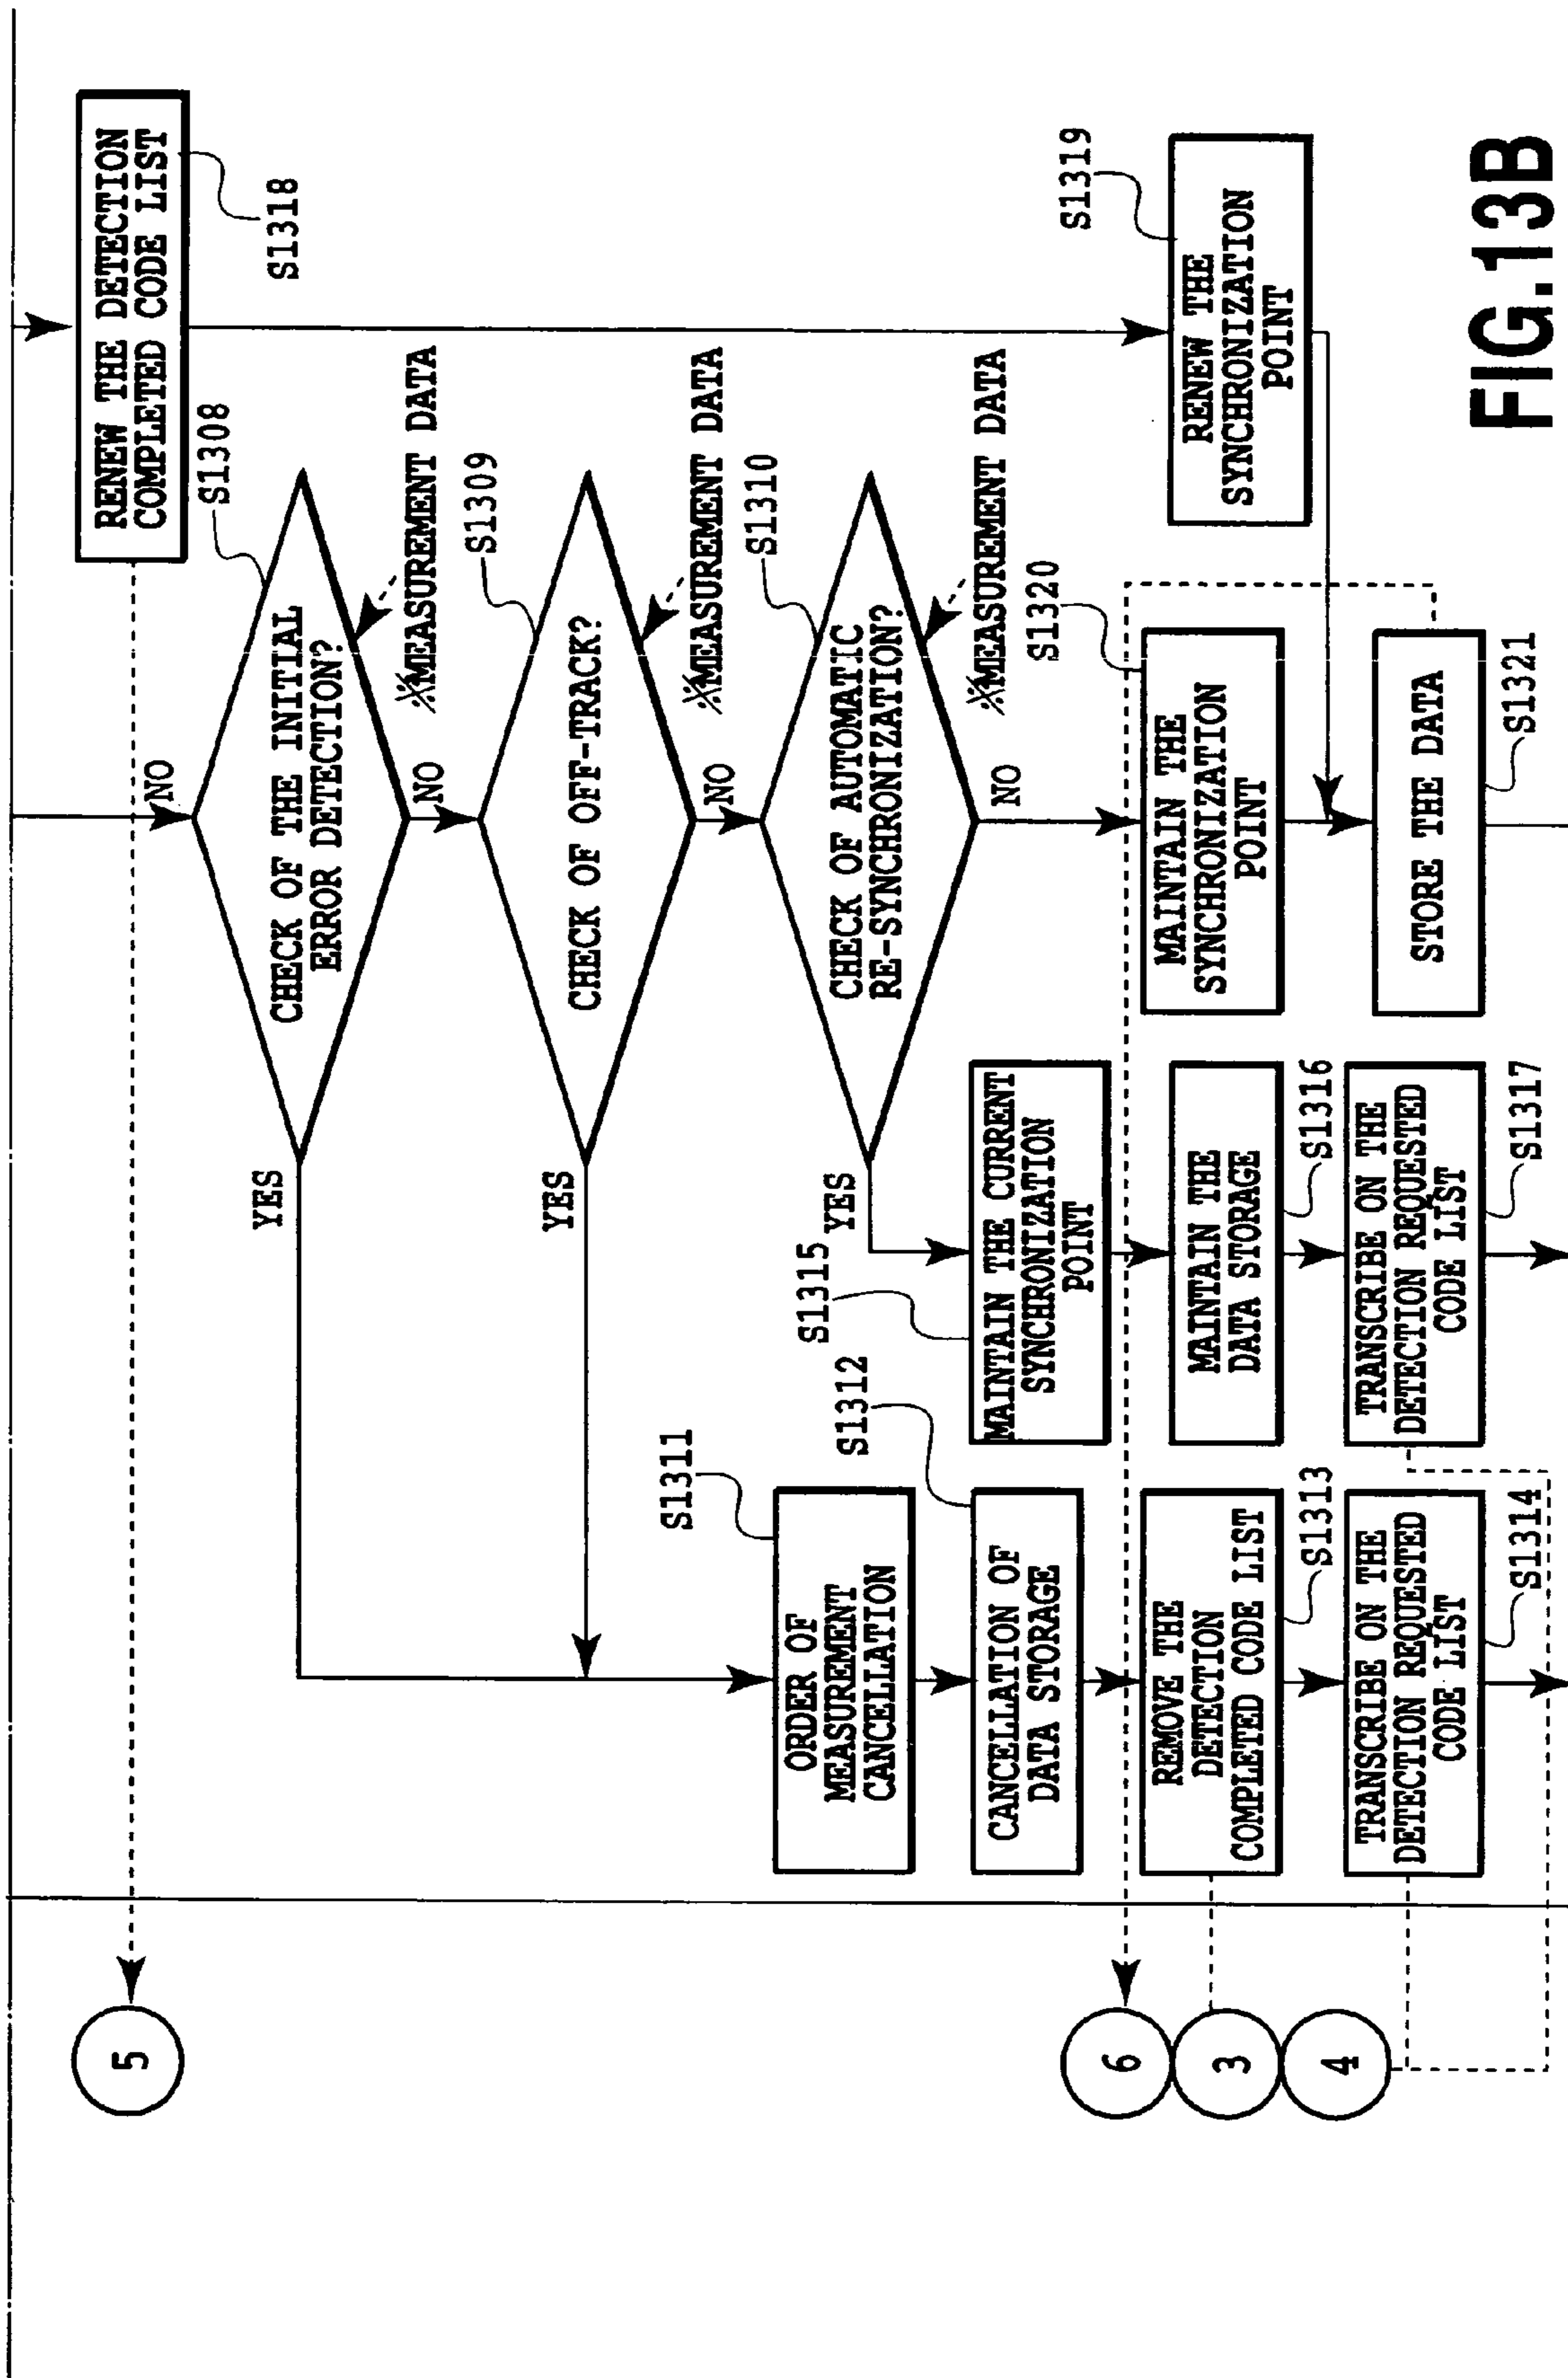 RENEW THE DETECTION
COMPLETED CODE LIST
S1318
5
NO
S1308
CHECK OF THE INITIAL
ERROR DETECTION?
YES
※MEASUREMENT DATA
NO
S1309
CHECK OF OFF-TRACK?
YES
※MEASUREMENT DATA
NO
S1310
CHECK OF AUTOMATIC
RE-SYNCHRONIZATION?
YES
※MEASUREMENT DATA
NO
S1311
ORDER OF
MEASUREMENT
CANCELLATION
S1312
CANCELLATION OF
DATA STORAGE
S1315
MAINTAIN THE CURRENT
SYNCHRONIZATION
POINT
S1320
MAINTAIN THE
SYNCHRONIZATION
POINT
S1319
RENEW THE
SYNCHRONIZATION
POINT
6
3
4
REMOVE THE
DETECTION
COMPLETED CODE LIST
S1313
MAINTAIN THE
DATA STORAGE
S1316
TRANSCRIBE ON THE
DETECTION REQUESTED
CODE LIST
S1314
TRANSCRIBE ON THE
DETECTION REQUESTED
CODE LIST
S1317
STORE THE DATA
S1321
FIG.13B